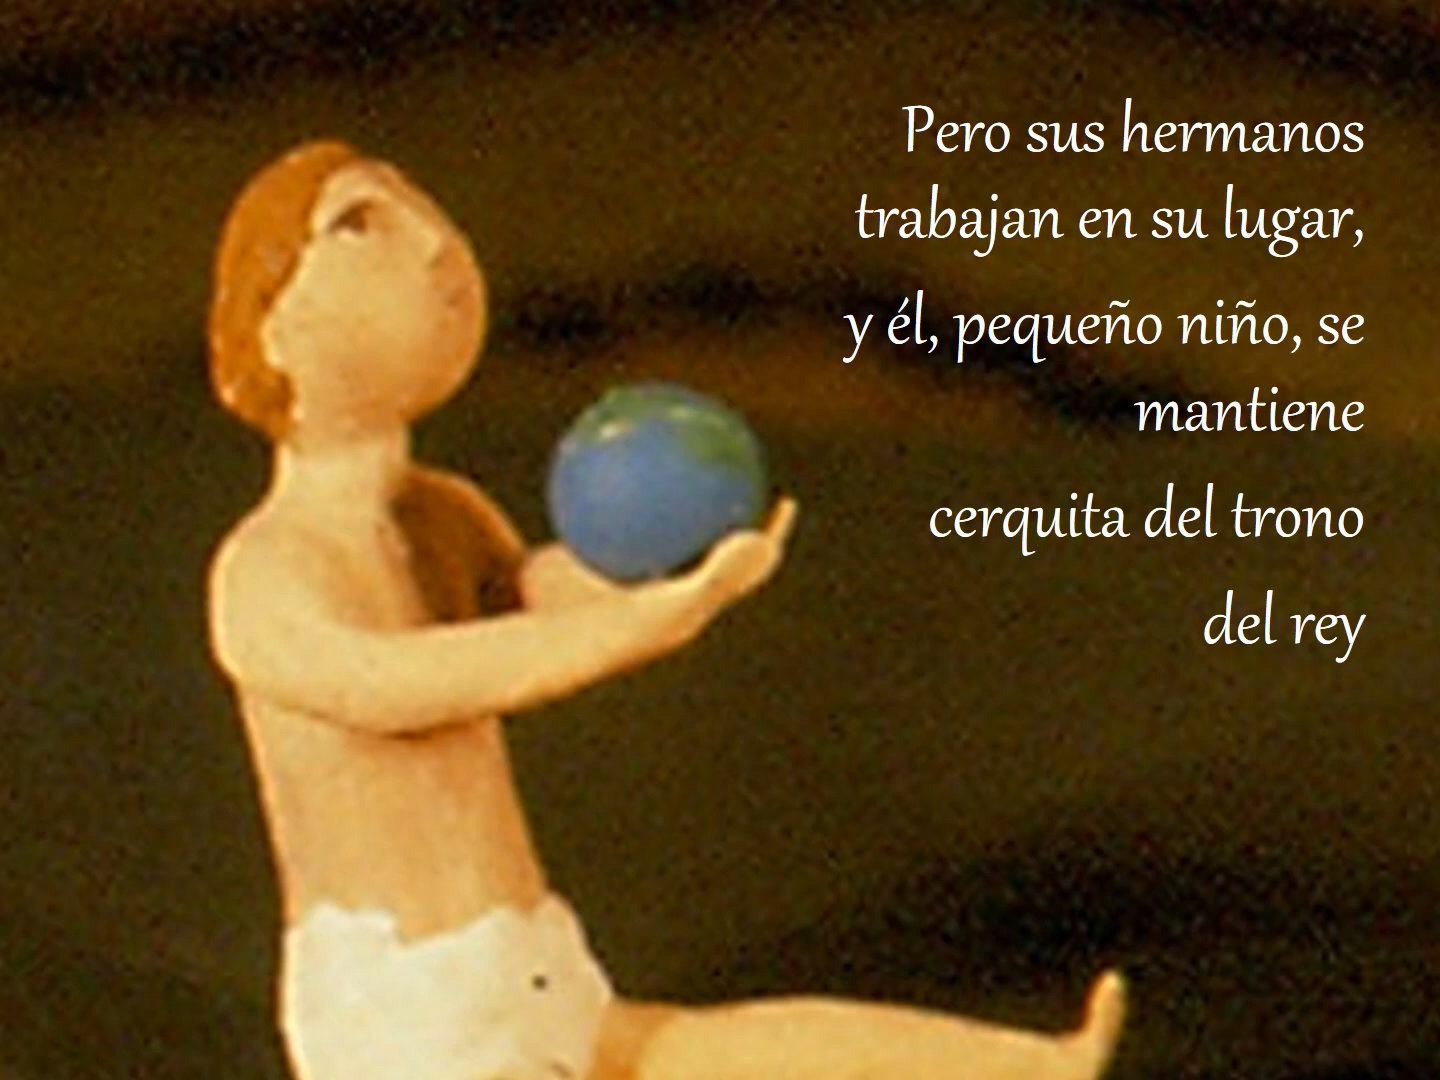 Pero sus hermanos
trabajan en su lugar,
y él, pequeño niño, se
mantiene
cerquita del trono
del rey